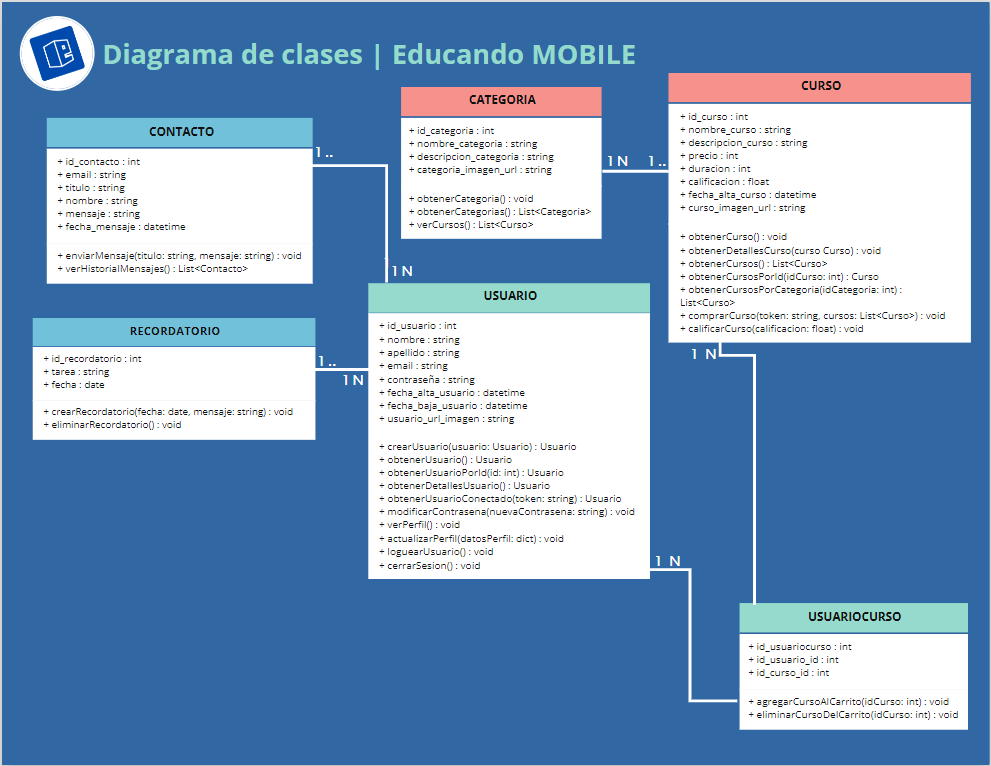 Diagrama de clases | Educando MOBILE
CONTACTO
+ id_contacto : int
+ email : string
+ titulo : string
+ nombre : string
+ mensaje : string
+ fecha_mensaje : datetime
+ enviarMensaje(titulo: string, mensaje: string) : void
+ verHistorialMensajes() : List<Contacto>
1..
1 N
CATEGORIA
+ id_categoria : int
+ nombre_categoria : string
+ descripcion_categoria : string
+ categoria_imagen_url : string
+ obtenerCategoria() : void
+ obtenerCategorias() : List<Categoria>
+ verCursos() : List<Curso>
1 N
1..
CURSO
+ id_curso : int
+ nombre_curso : string
+ descripcion_curso : string
+ precio : int
+ duracion : int
+ calificacion : float
+ fecha_alta_curso : datetime
+ curso_imagen_url : string
+ obtenerCurso() : void
+ obtenerDetallesCurso(curso Curso) : void
+ obtenerCursos() : List<Curso>
+ obtenerCursosPorId(idCurso: int) : Curso
+ obtenerCursosPorCategoria(idCategoria: int) :
List<Curso>
+ comprarCurso(token: string, cursos: List<Curso>) : void
+ calificarCurso(calificacion: float) : void
1 N
RECORDATORIO
+ id_recordatorio : int
+ tarea : string
+ fecha : date
+ crearRecordatorio(fecha: date, mensaje: string) : void
+ eliminarRecordatorio() : void
1..
1 N
USUARIO
+ id_usuario : int
+ nombre : string
+ apellido : string
+ email : string
+ contraseña : string
+ fecha_alta_usuario : datetime
+ fecha_baja_usuario : datetime
+ usuario_url_imagen : string
+ crearUsuario(usuario: Usuario) : Usuario
+ obtenerUsuario() : Usuario
+ obtenerUsuarioPorId(id: int) : Usuario
+ obtenerDetallesUsuario() : Usuario
+ obtenerUsuarioConectado(token: string) : Usuario
+ modificarContrasena(nuevaContrasena: string) : void
+ verPerfil() : void
+ actualizarPerfil(datosPerfil: dict) : void
+ loguearUsuario() : void
+ cerrarSesion() : void
1 N
USUARIOCURSO
+ id_usuariocurso : int
+ id_usuario_id : int
+ id_curso_id : int
+ agregarCursoAlCarrito(idCurso: int) : void
+ eliminarCursoDelCarrito(idCurso: int) : void